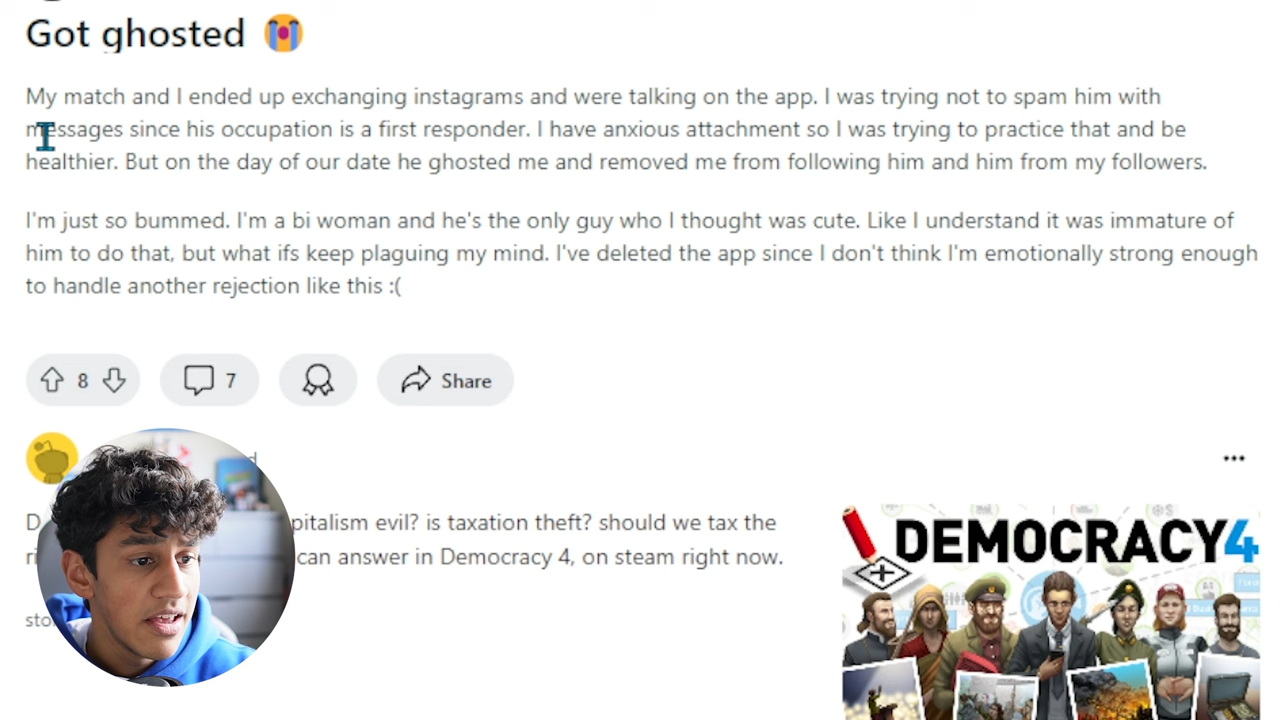 Got ghosted 😭
My match and I ended up exchanging instagrams and were talking on the app. I was trying not to spam him with
messages since his occupation is a first responder. I have anxious attachment so I was trying to practice that and be
healthier. But on the day of our date he ghosted me and removed me from following him and him from my followers.
I'm just so bummed. I'm a bi woman and he's the only guy who I thought was cute. Like I understand it was immature of
him to do that, but what ifs keep plaguing my mind. I've deleted the app since I don't think I'm emotionally strong enough
to handle another rejection like this :(
8
7
Share
pitalism evil? is taxation theft? should we tax the
can answer in Democracy 4, on steam right now.
DEMOCRACY4